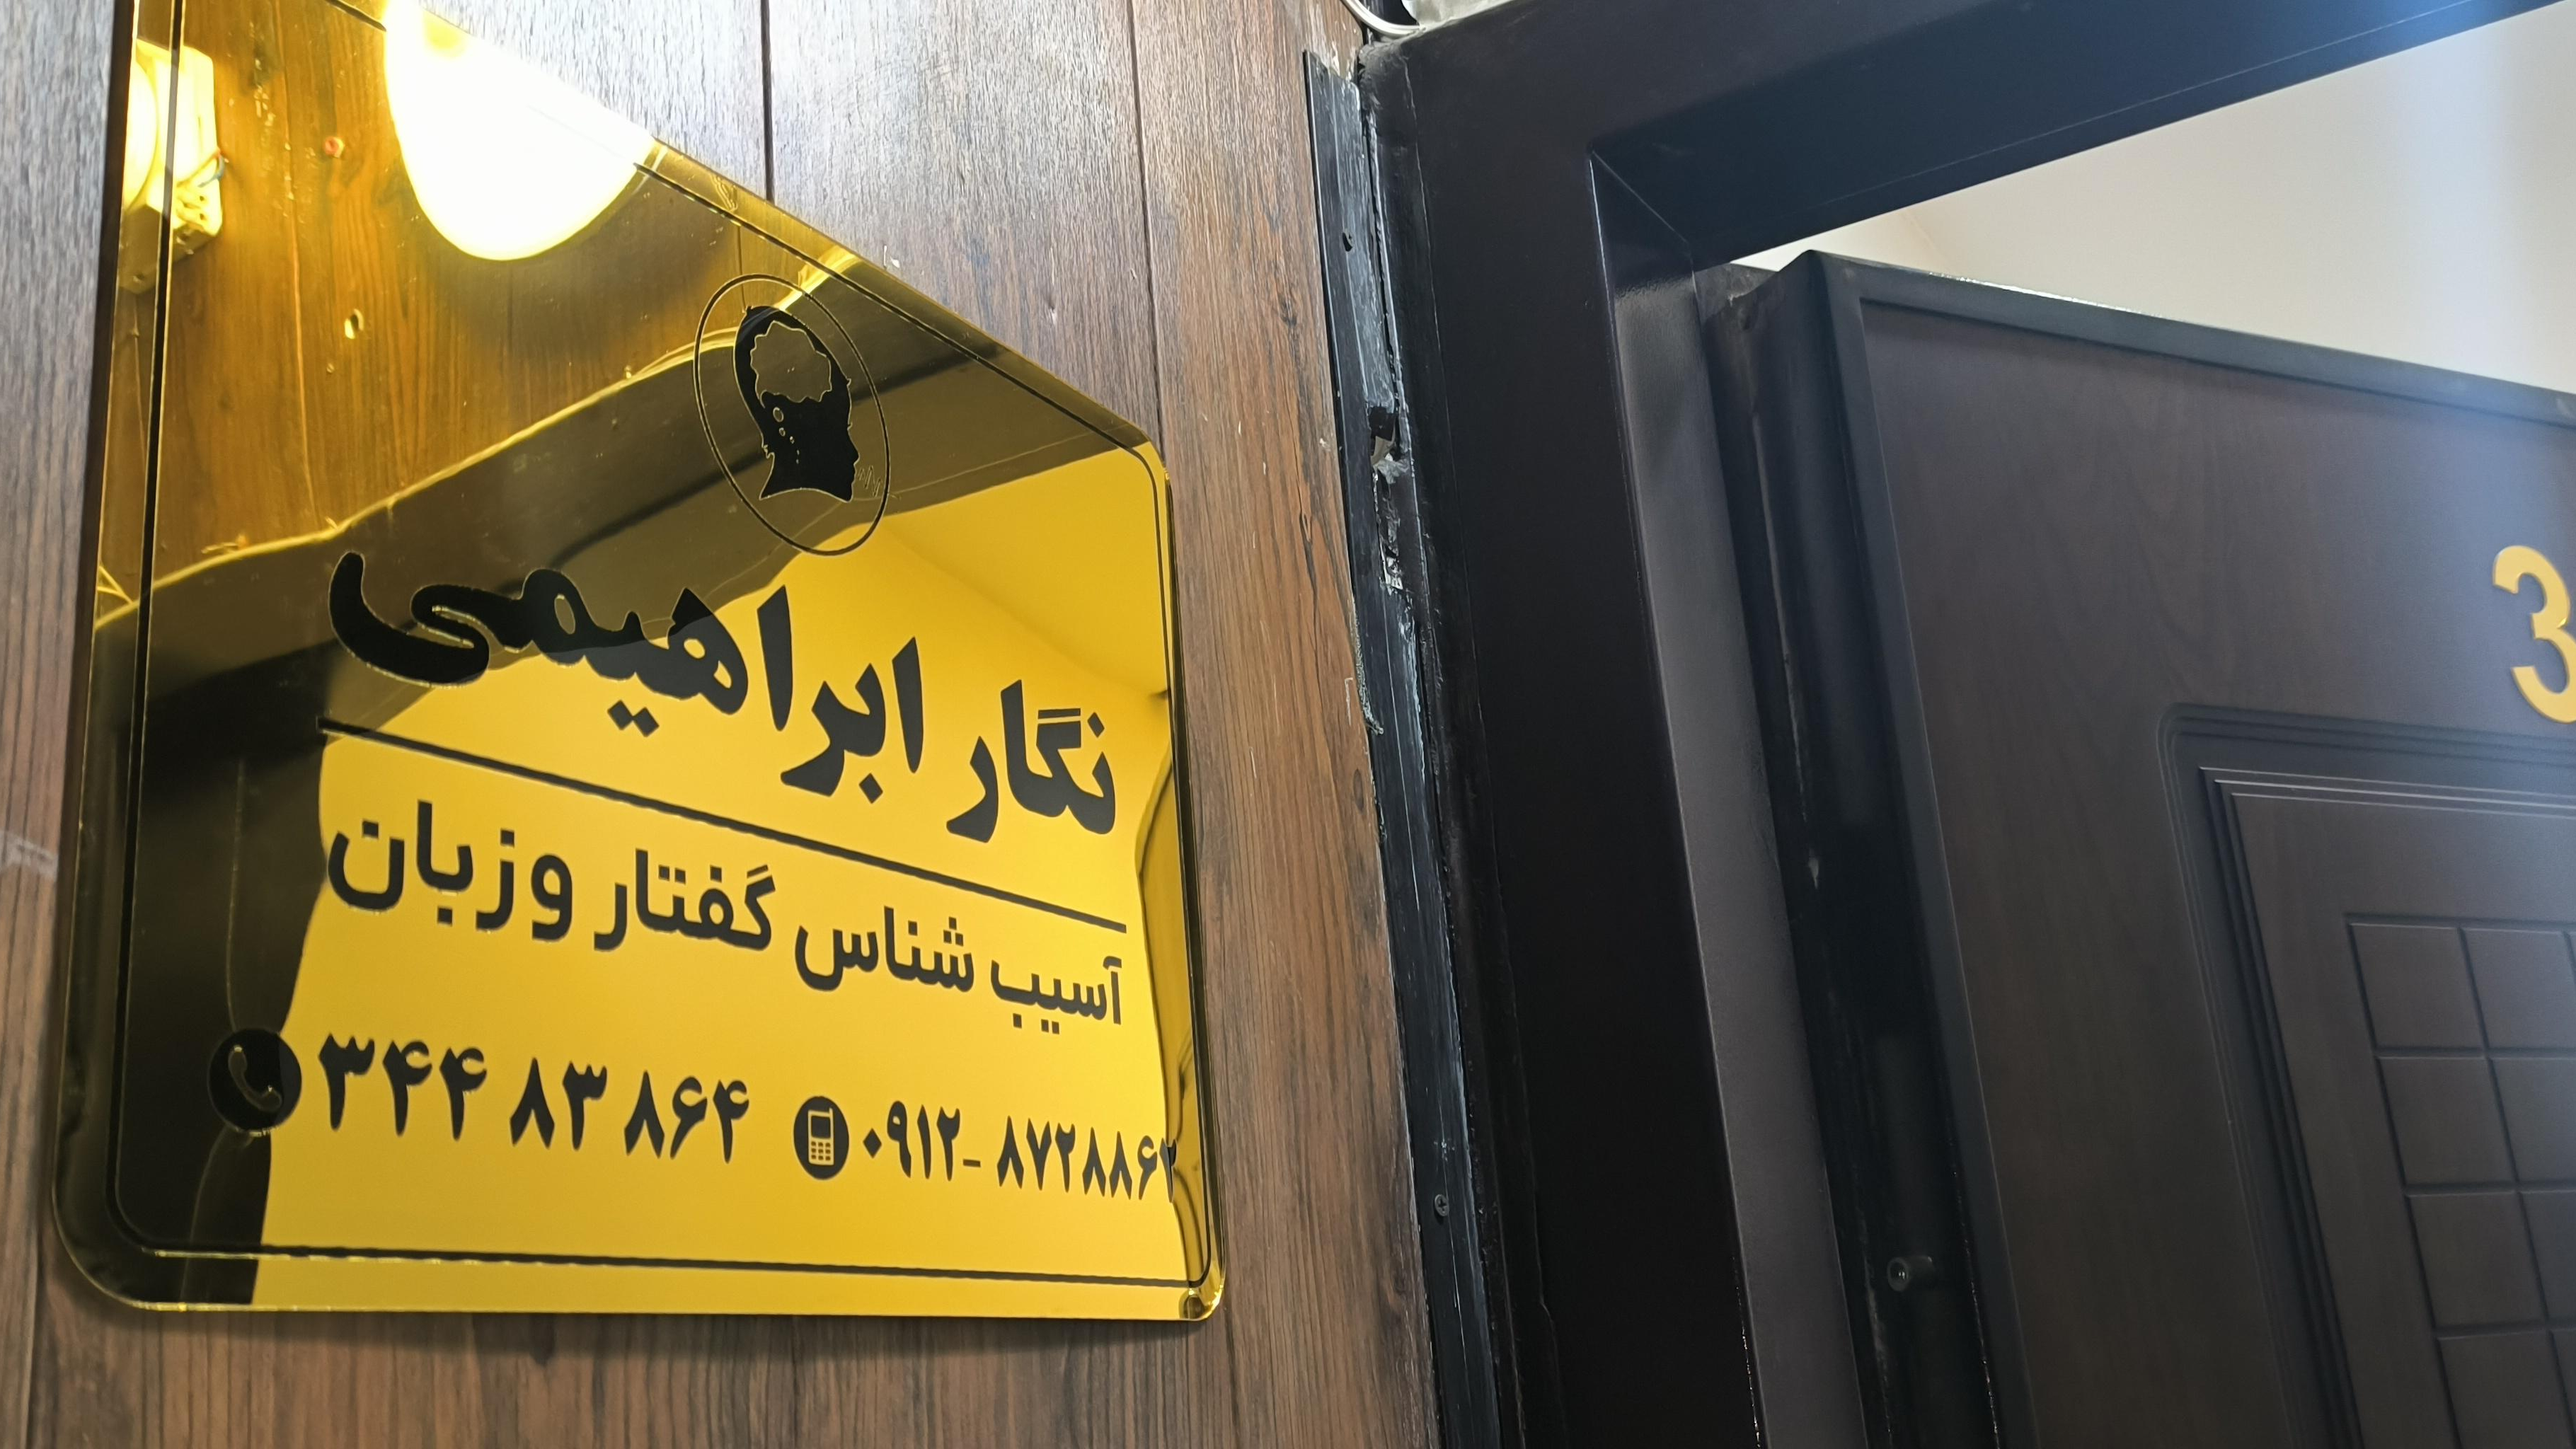 نگار ابراهیمی
آسیب شناس گفتار و زبان
۳۴۴ ۸۳ ۸۶۴
۰۹۱۲- ۸۷۲۸۸۶۲
3